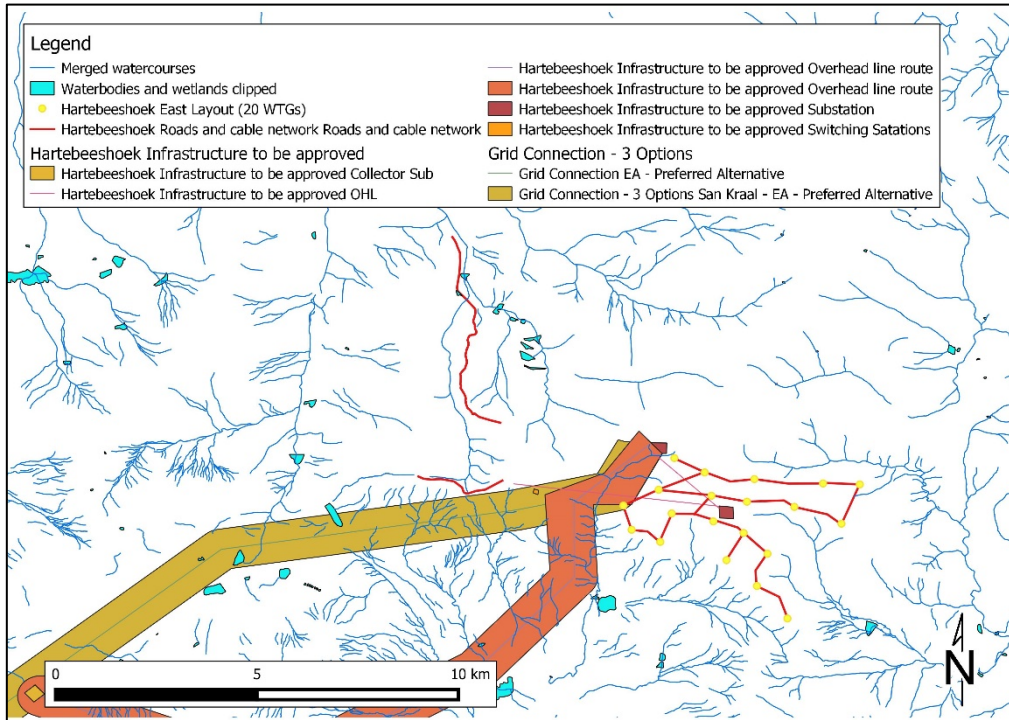 Legend
Merged watercourses
Waterbodies and wetlands clipped
Hartebeeshoek East Layout (20 WTGs)
Hartebeeshoek Roads and cable network Roads and cable network
Hartebeeshoek Infrastructure to be approved
Hartebeeshoek Infrastructure to be approved Collector Sub
Hartebeeshoek Infrastructure to be approved OHL
Hartebeeshoek Infrastructure to be approved Overhead line route
Hartebeeshoek Infrastructure to be approved Overhead line route
Hartebeeshoek Infrastructure to be approved Substation
Hartebeeshoek Infrastructure to be approved Switching Satations
Grid Connection - 3 Options
Grid Connection EA - Preferred Alternative
Grid Connection - 3 Options San Kraal - EA - Preferred Alternative
0 5 10 km
N